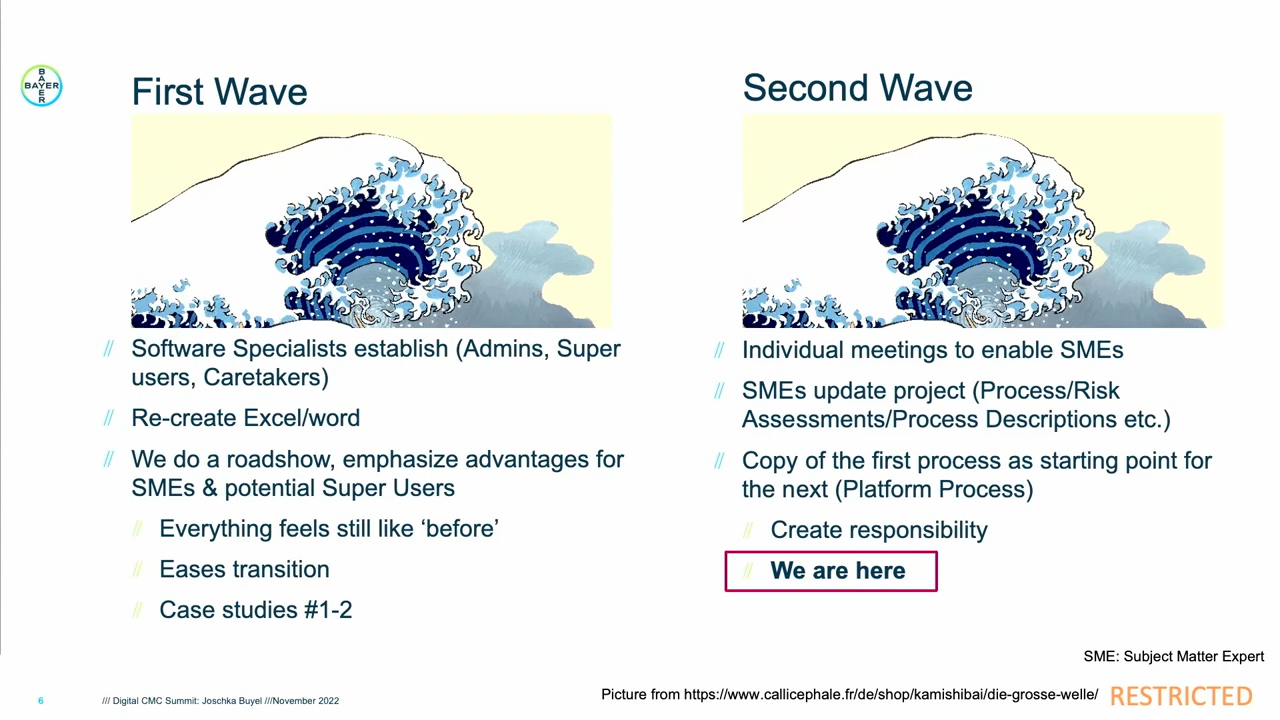 BAYER
BAYER
First Wave
Software Specialists establish (Admins, Super
users, Caretakers)
Re-create Excel/word
We do a roadshow, emphasize advantages for
SMEs & potential Super Users
Everything feels still like ‘before’
Eases transition
Case studies #1-2
Second Wave
Individual meetings to enable SMEs
SMEs update project (Process/Risk
Assessments/Process Descriptions etc.)
Copy of the first process as starting point for
the next (Platform Process)
Create responsibility
We are here
SME: Subject Matter Expert
6
/// Digital CMC Summit: Joschka Buyel ///November 2022
Picture from https://www.callicephale.fr/de/shop/kamishibai/die-grosse-welle/
RESTRICTED